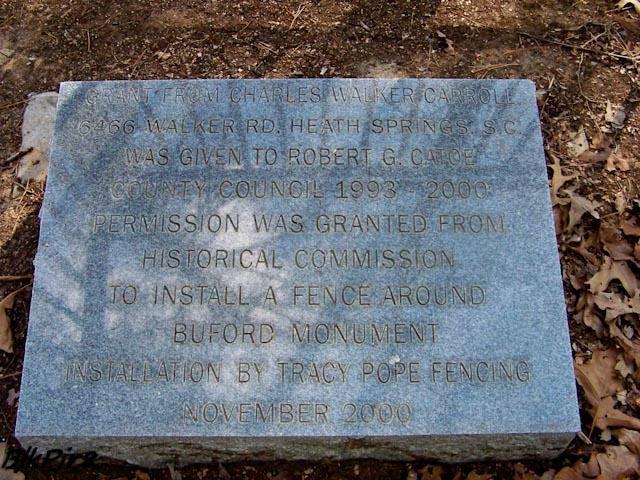 GRANT FROM CHARLES WALKER CARROLL
6466 WALKER RD. HEATH SPRINGS, S.C.
WAS GIVEN TO ROBERT G. CATOE
COUNTY COUNCIL 1993 - 2000
PERMISSION WAS GRANTED FROM
HISTORICAL COMMISSION
TO INSTALL A FENCE AROUND
BUFORD MONUMENT
INSTALLATION BY TRACY POPE FENCING
NOVEMBER 2000